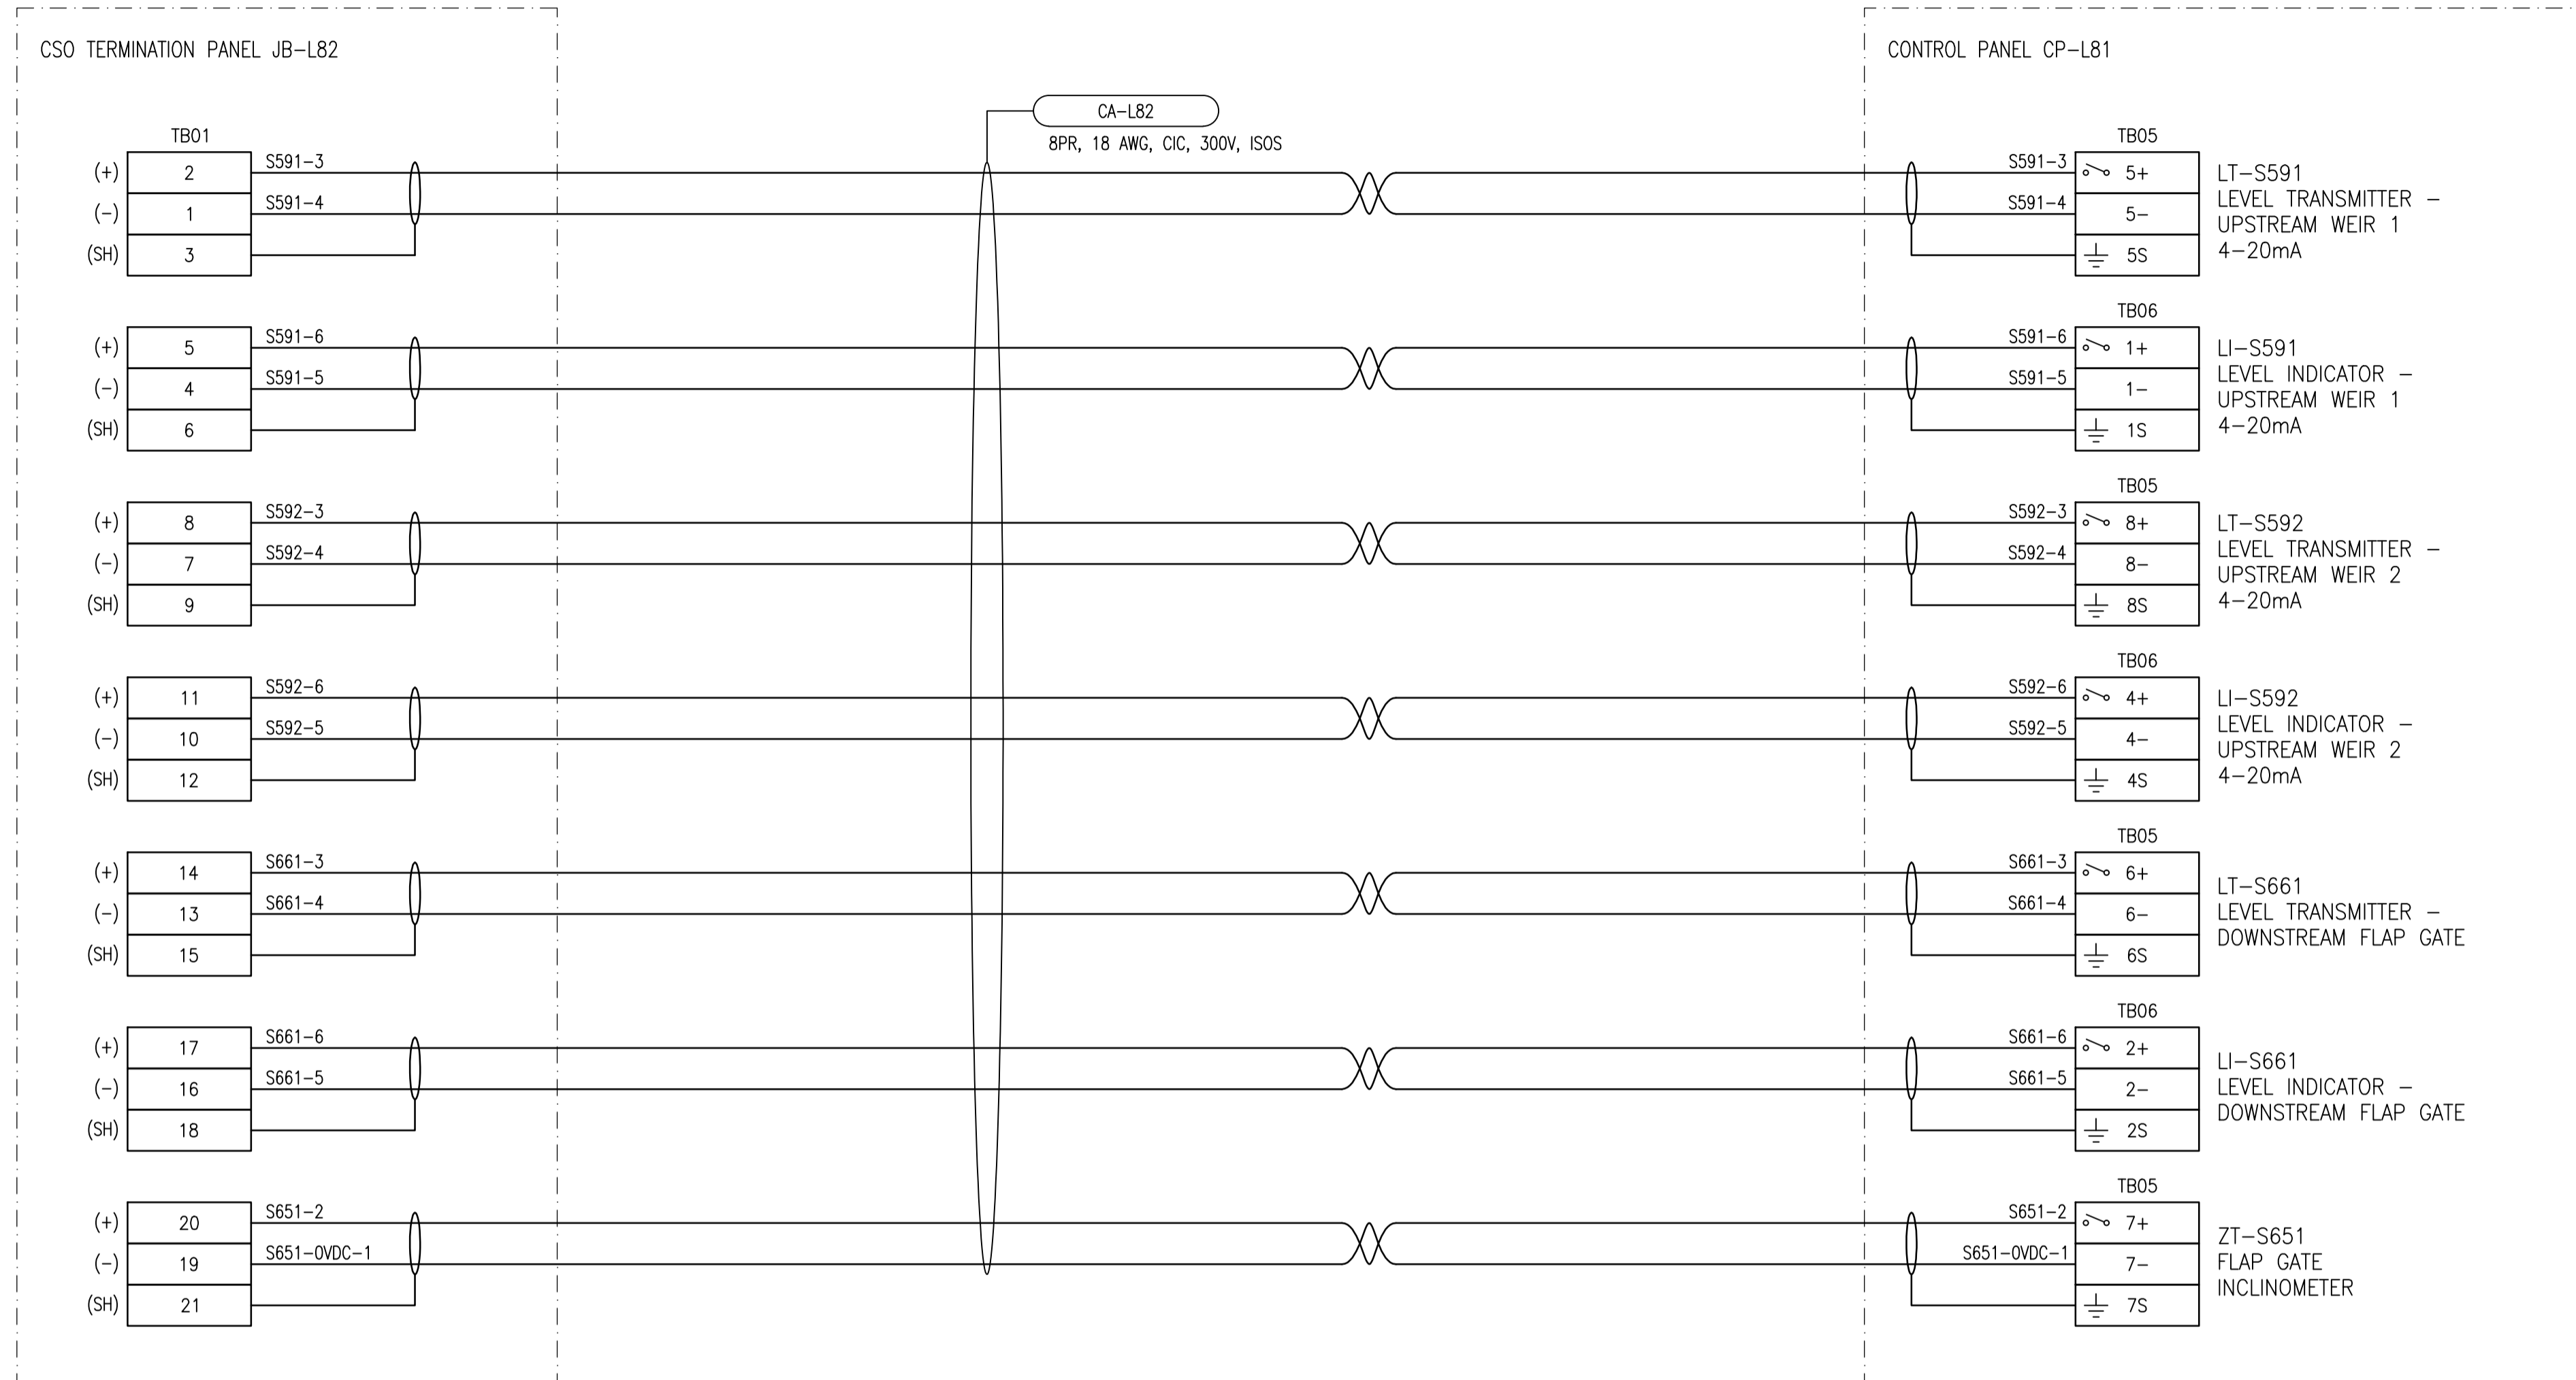 CSO TERMINATION PANEL JB-L82
CONTROL PANEL CP-L81
CA-L82
8PR, 18 AWG, CIC, 300V, ISOS
TB01
TB05
(+) 2 S591-3
S591-3 5+
(-) 1 S591-4
S591-4 5-
(SH) 3
5S
LT-S591
LEVEL TRANSMITTER -
UPSTREAM WEIR 1
4-20mA
TB06
(+) 5 S591-6
S591-6 1+
(-) 4 S591-5
S591-5 1-
(SH) 6
1S
LI-S591
LEVEL INDICATOR -
UPSTREAM WEIR 1
4-20mA
TB05
(+) 8 S592-3
S592-3 8+
(-) 7 S592-4
S592-4 8-
(SH) 9
8S
LT-S592
LEVEL TRANSMITTER -
UPSTREAM WEIR 2
4-20mA
TB06
(+) 11 S592-6
S592-6 4+
(-) 10 S592-5
S592-5 4-
(SH) 12
4S
LI-S592
LEVEL INDICATOR -
UPSTREAM WEIR 2
4-20mA
TB05
(+) 14 S661-3
S661-3 6+
(-) 13 S661-4
S661-4 6-
(SH) 15
6S
LT-S661
LEVEL TRANSMITTER -
DOWNSTREAM FLAP GATE
TB06
(+) 17 S661-6
S661-6 2+
(-) 16 S661-5
S661-5 2-
(SH) 18
2S
LI-S661
LEVEL INDICATOR -
DOWNSTREAM FLAP GATE
TB05
(+) 20 S651-2
S651-2 7+
(-) 19 S651-0VDC-1
S651-0VDC-1 7-
(SH) 21
7S
ZT-S651
FLAP GATE
INCLINOMETER